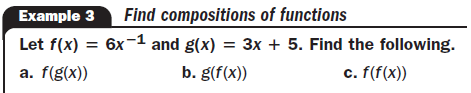 Example 3 Find compositions of functions
Let f(x) = 6x⁻¹ and g(x) = 3x + 5. Find the following.
a. f(g(x)) b. g(f(x)) c. f(f(x))